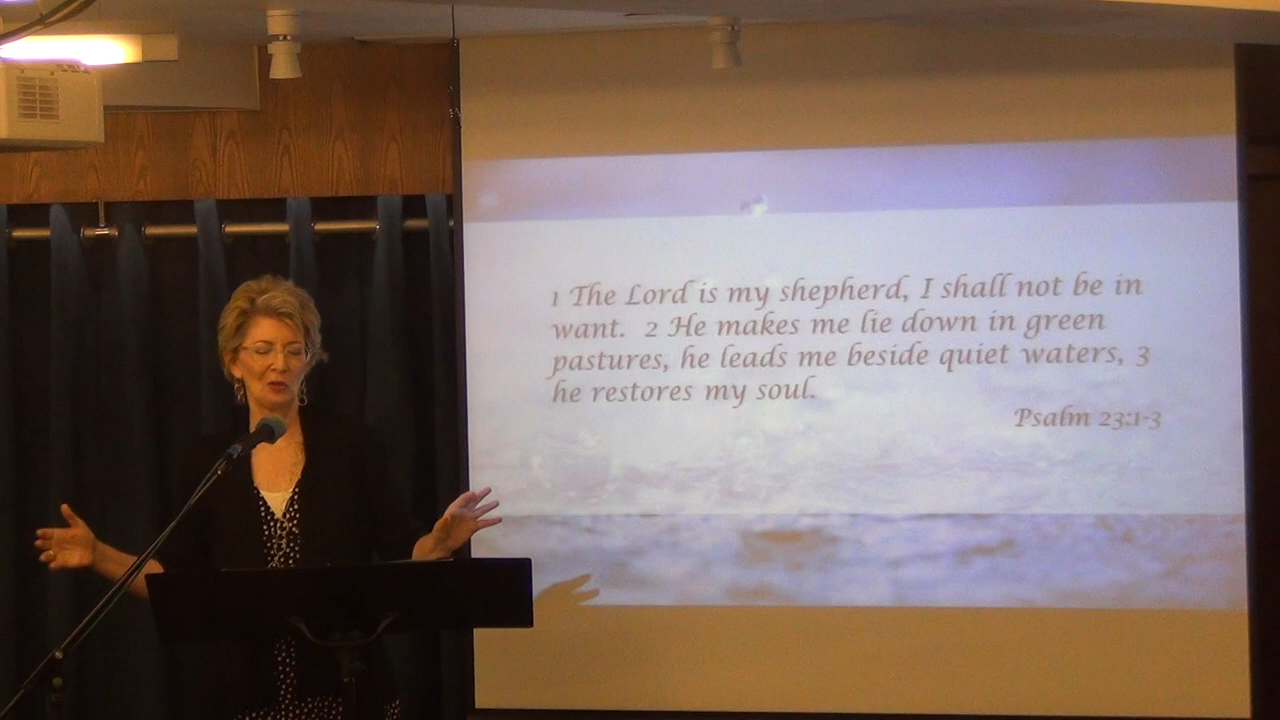 1 The Lord is my shepherd, I shall not be in
want. 2 He makes me lie down in green
pastures, he leads me beside quiet waters, 3
he restores my soul.
Psalm 23:1-3